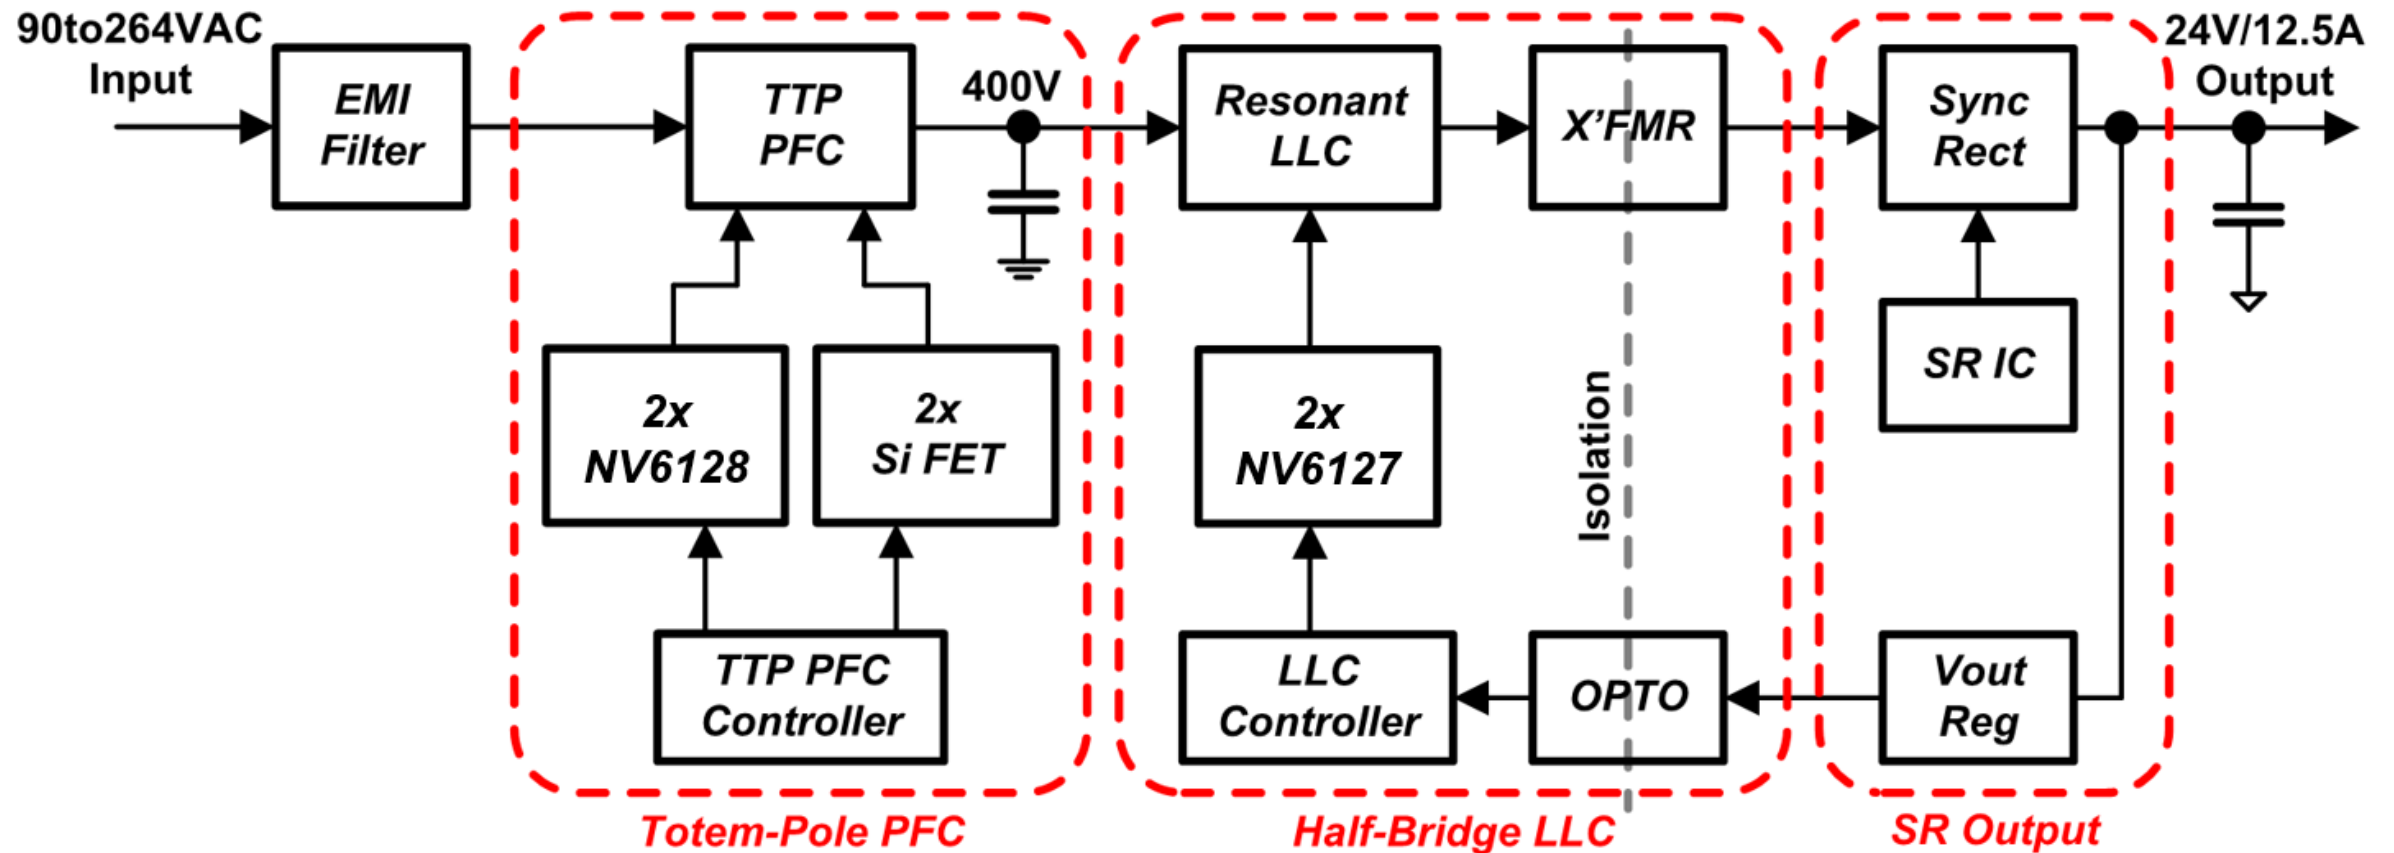 90to264VAC
Input
EMI
Filter
TTP
PFC
400V
Resonant
LLC
X'FMR
Sync
Rect
24V/12.5A
Output
2x
NV6128
2x
Si FET
2x
NV6127
Isolation
SR IC
TTP PFC
Controller
LLC
Controller
OPTO
Vout
Reg
Totem-Pole PFC
Half-Bridge LLC
SR Output